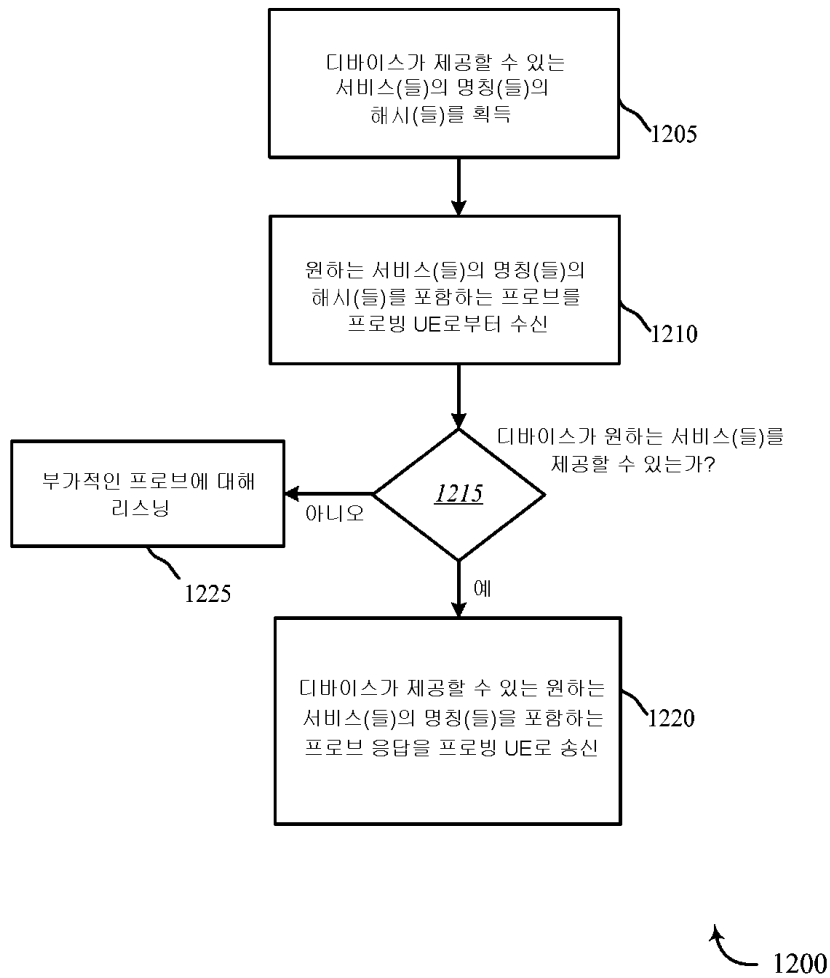 디바이스가 제공할 수 있는
서비스(들)의 명칭(들)의
해시(들)를 획득
1205
원하는 서비스(들)의 명칭(들)의
해시(들)를 포함하는 프로브를
프로빙 UE로부터 수신
1210
디바이스가 원하는 서비스(들)를
제공할 수 있는가?
1215
아니오
부가적인 프로브에 대해
리스닝
1225
예
디바이스가 제공할 수 있는 원하는
서비스(들)의 명칭(들)을 포함하는
프로브 응답을 프로빙 UE로 송신
1220
1200